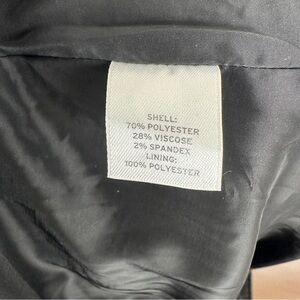 SHELL:
70% POLYESTER
28% VISCOSE
2% SPANDEX
LINING:
100% POLYESTER